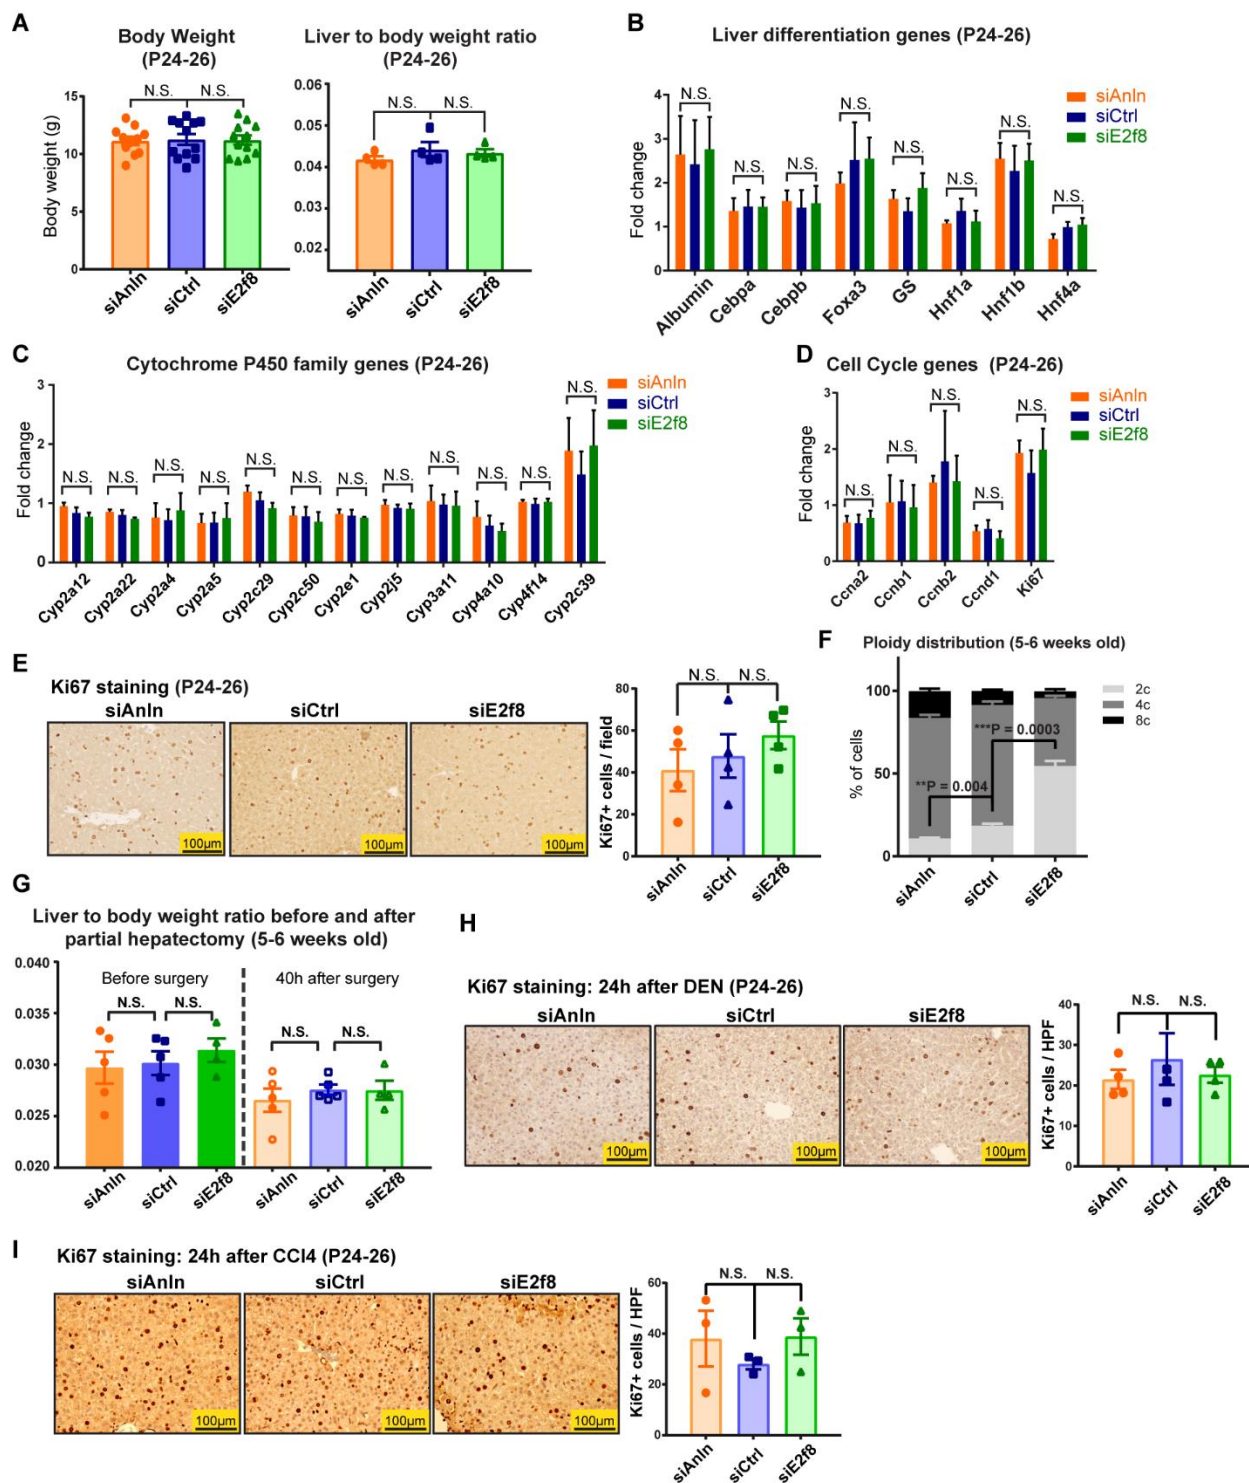 A
Body Weight
(P24-26)
Body weight (g)
15
10
5
0
N.S.
N.S.
siAnln
siCtrl
siE2f8
Liver to body weight ratio
(P24-26)
0.06
0.05
0.04
0.03
0.02
N.S.
N.S.
siAnln
siCtrl
siE2f8
B
Liver differentiation genes (P24-26)
siAnln
siCtrl
siE2f8
Fold change
4
3
2
1
0
N.S.
N.S.
N.S.
N.S.
N.S.
N.S.
N.S.
N.S.
Albumin
Cebpa
Cebpb
Foxa3
GS
Hnf1a
Hnf1b
Hnf4a
C
Cytochrome P450 family genes (P24-26)
siAnln
siCtrl
siE2f8
Fold change
3
2
1
0
N.S.
N.S.
N.S.
N.S.
N.S.
N.S.
N.S.
N.S.
N.S.
N.S.
N.S.
N.S.
Cyp2a12
Cyp2a22
Cyp2a4
Cyp2a5
Cyp2c29
Cyp2c50
Cyp2e1
Cyp2j5
Cyp3a11
Cyp4a10
Cyp4f14
Cyp2c39
D
Cell Cycle genes (P24-26)
siAnln
siCtrl
siE2f8
Fold change
3
2
1
0
N.S.
N.S.
N.S.
N.S.
N.S.
Ccna2
Ccnb1
Ccnb2
Ccnd1
Ki67
E
Ki67 staining (P24-26)
siAnln
siCtrl
siE2f8
100µm
100µm
100µm
Ki67+ cells / field
80
60
40
20
0
N.S.
N.S.
siAnln
siCtrl
siE2f8
F
Ploidy distribution (5-6 weeks old)
% of cells
100
50
0
***P = 0.0003
**P = 0.004
2c
4c
8c
siAnln
siCtrl
siE2f8
G
Liver to body weight ratio before and after
partial hepatectomy (5-6 weeks old)
0.040
0.035
0.030
0.025
0.020
Before surgery
40h after surgery
N.S.
N.S.
N.S.
N.S.
siAnln
siCtrl
siE2f8
siAnln
siCtrl
siE2f8
H
Ki67 staining: 24h after DEN (P24-26)
siAnln
siCtrl
siE2f8
100µm
100µm
100µm
Ki67+ cells / HPF
40
30
20
10
0
N.S.
N.S.
siAnln
siCtrl
siE2f8
I
Ki67 staining: 24h after CCl4 (P24-26)
siAnln
siCtrl
siE2f8
100µm
100µm
100µm
Ki67+ cells / HPF
60
40
20
0
N.S.
N.S.
siAnln
siCtrl
siE2f8